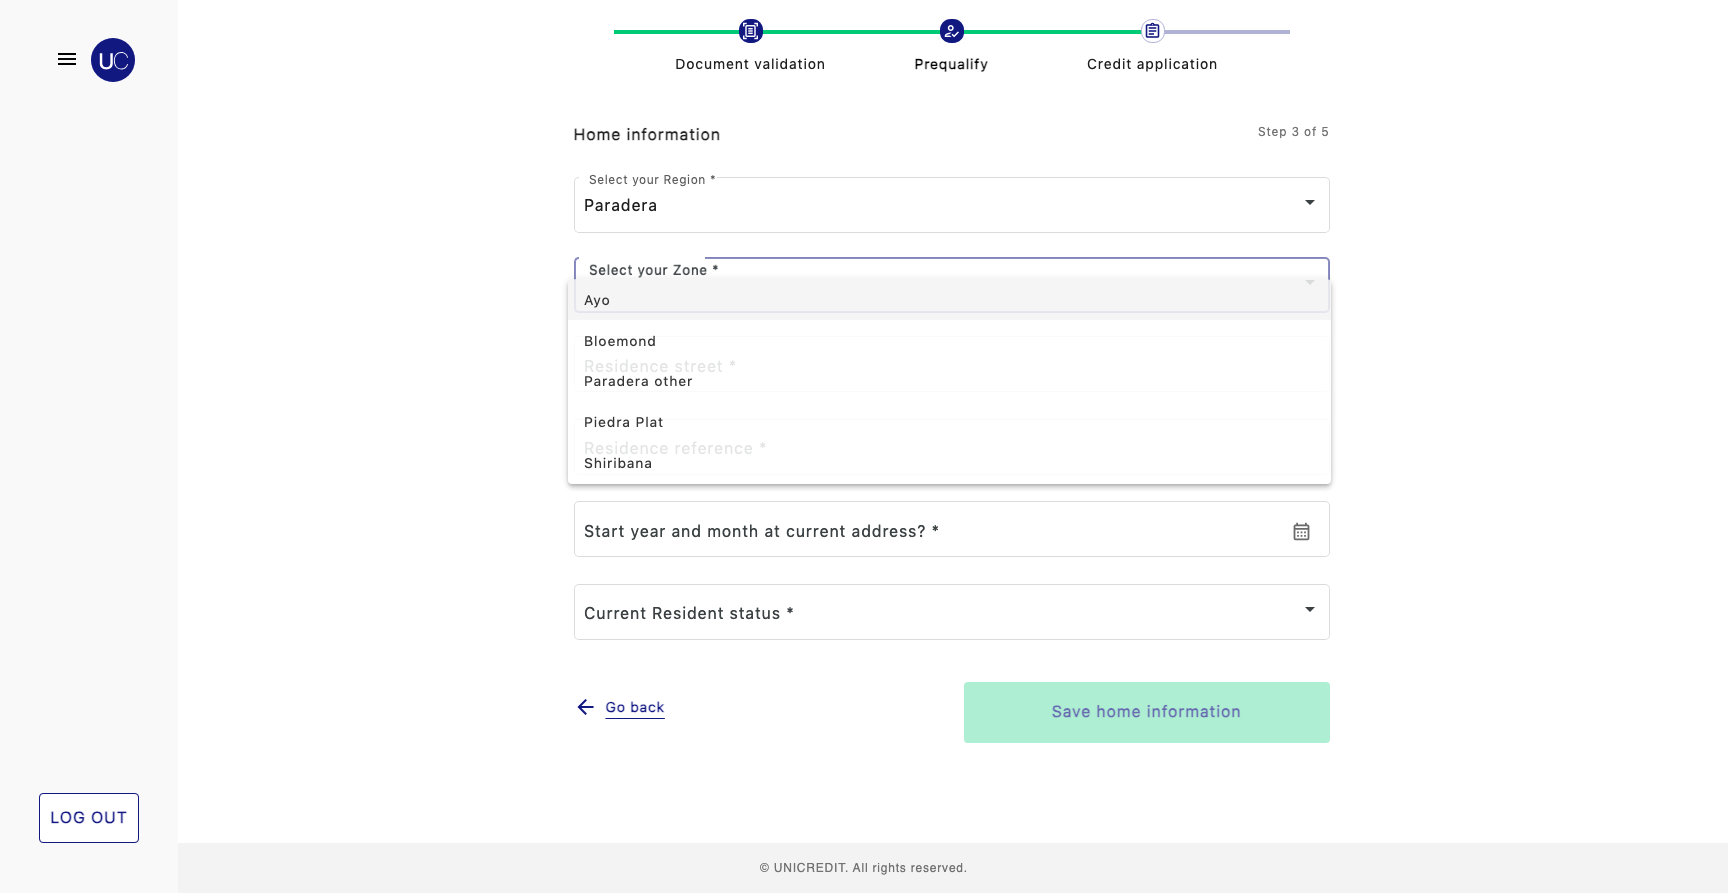 UC
Document validation
Prequalify
Credit application
Home information
Step 3 of 5
Select your Region *
Paradera
Select your Zone *
Ayo
Bloemond
Residence street *
Paradera other
Piedra Plat
Residence reference *
Shiribana
Start year and month at current address? *
Current Resident status *
Go back
Save home information
LOG OUT
© UNICREDIT. All rights reserved.